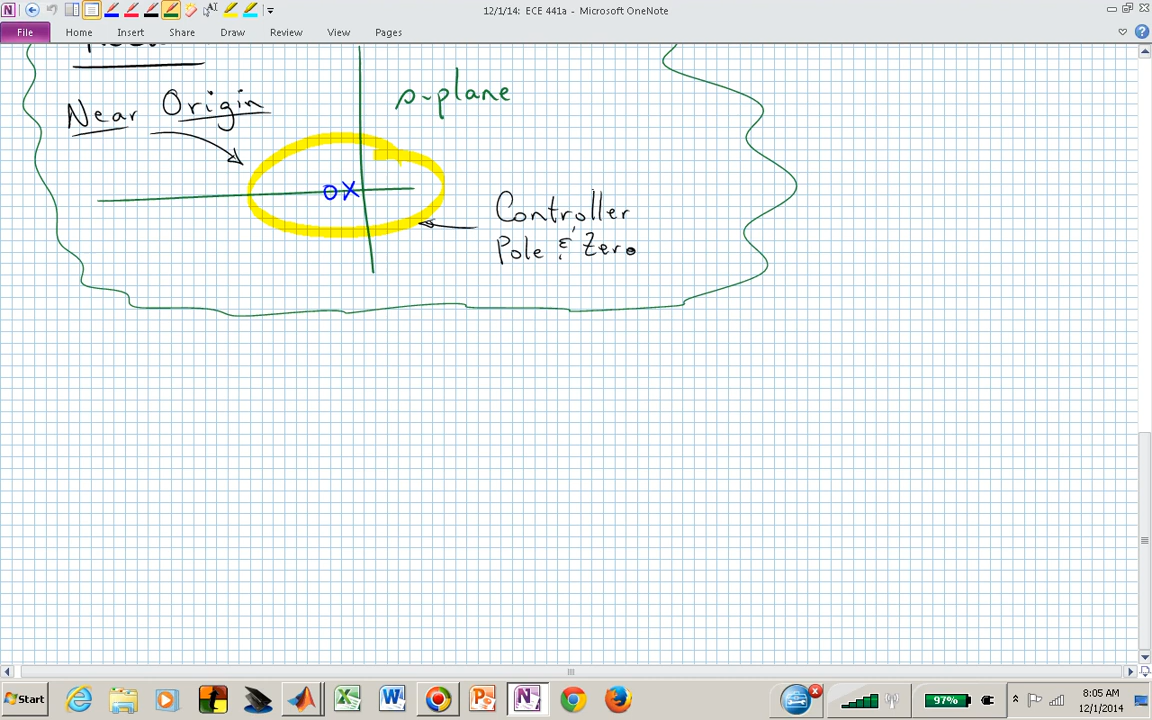 12/1/14: ECE 441a - Microsoft OneNote
File Home Insert Share Draw Review View Pages
s-plane
Near Origin
Controller
Pole & Zero
Start
97%
8:05 AM
12/1/2014